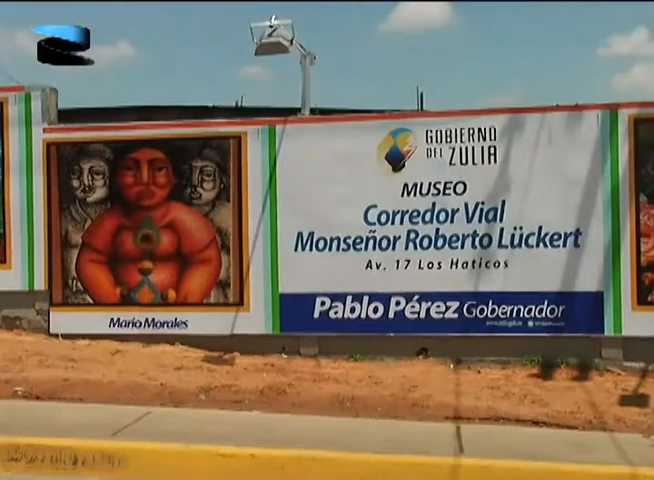 GOBIERNO
DEL ZULIA
MUSEO
Corredor Vial
Monseñor Roberto Lückert
Av. 17 Los Haticos
Pablo Pérez Gobernador
Mario Morales